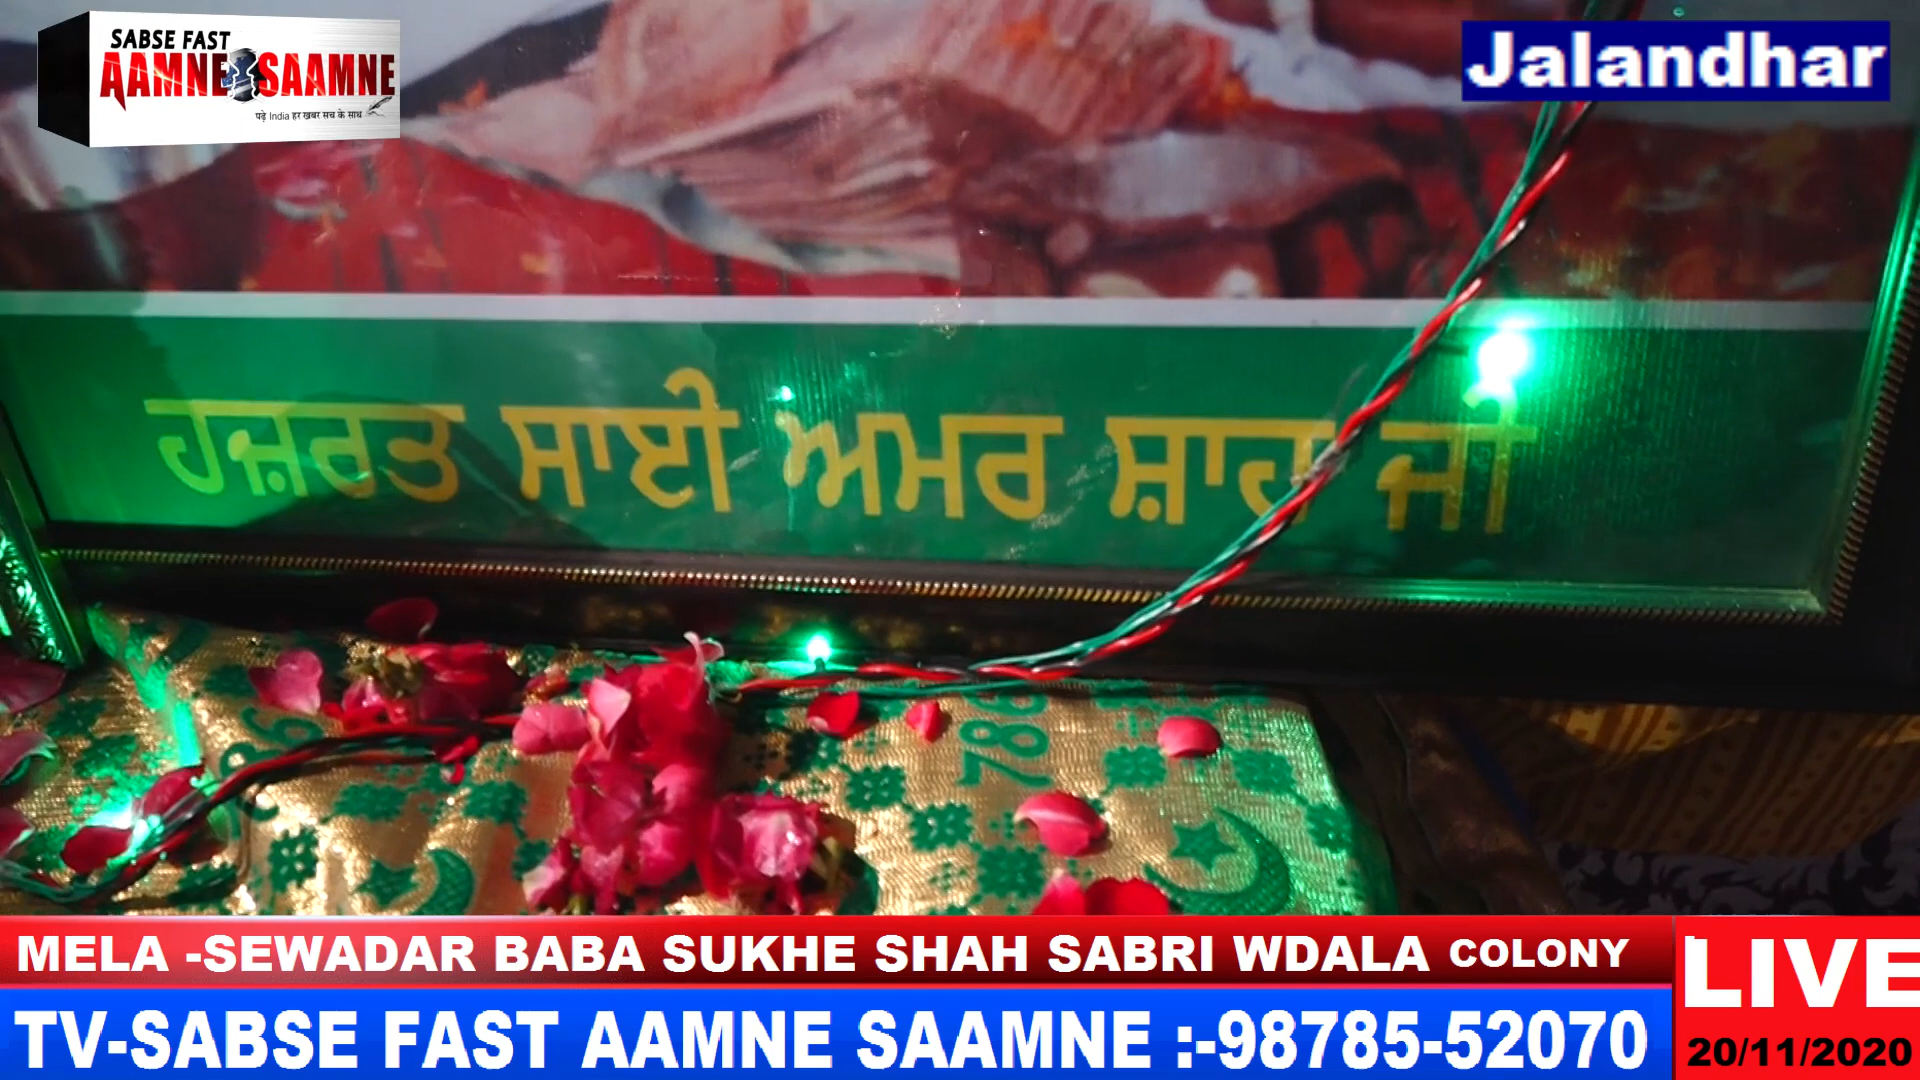 SABSE FAST
AAMNE SAAMNE
पढ़े India हर खबर सच के साथ
Jalandhar
ਹਜ਼ਰਤ ਸਾਈ ਅਮਰ ਸ਼ਾਹ ਜੀ
786
MELA -SEWADAR BABA SUKHE SHAH SABRI WDALA COLONY
LIVE
TV-SABSE FAST AAMNE SAAMNE :-98785-52070
20/11/2020